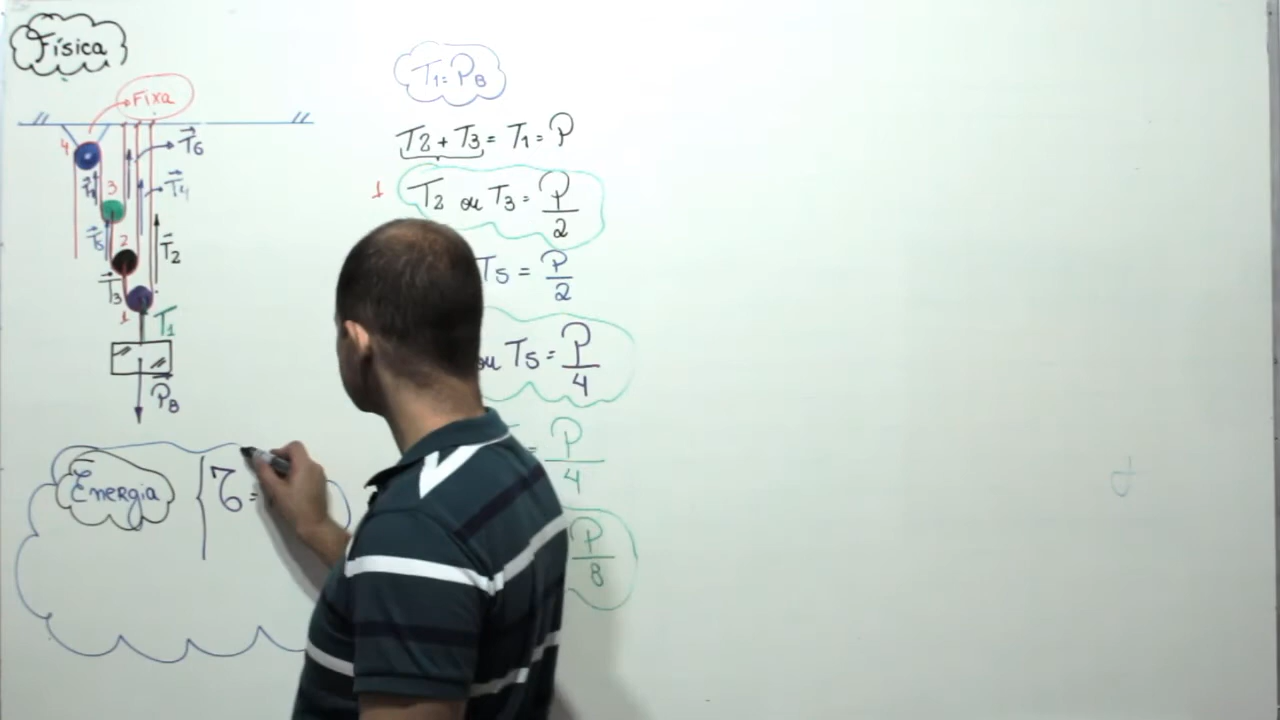 Física
Fixa
4
T6
T4
3
T5
2
T2
T3
1
T1
PB
Energia
τ =
T1 = PB
T2 + T3 = T1 = P
1
T2 ou T3 = P/2
T5 = P/2
ou T5 = P/4
= P/4
P/8